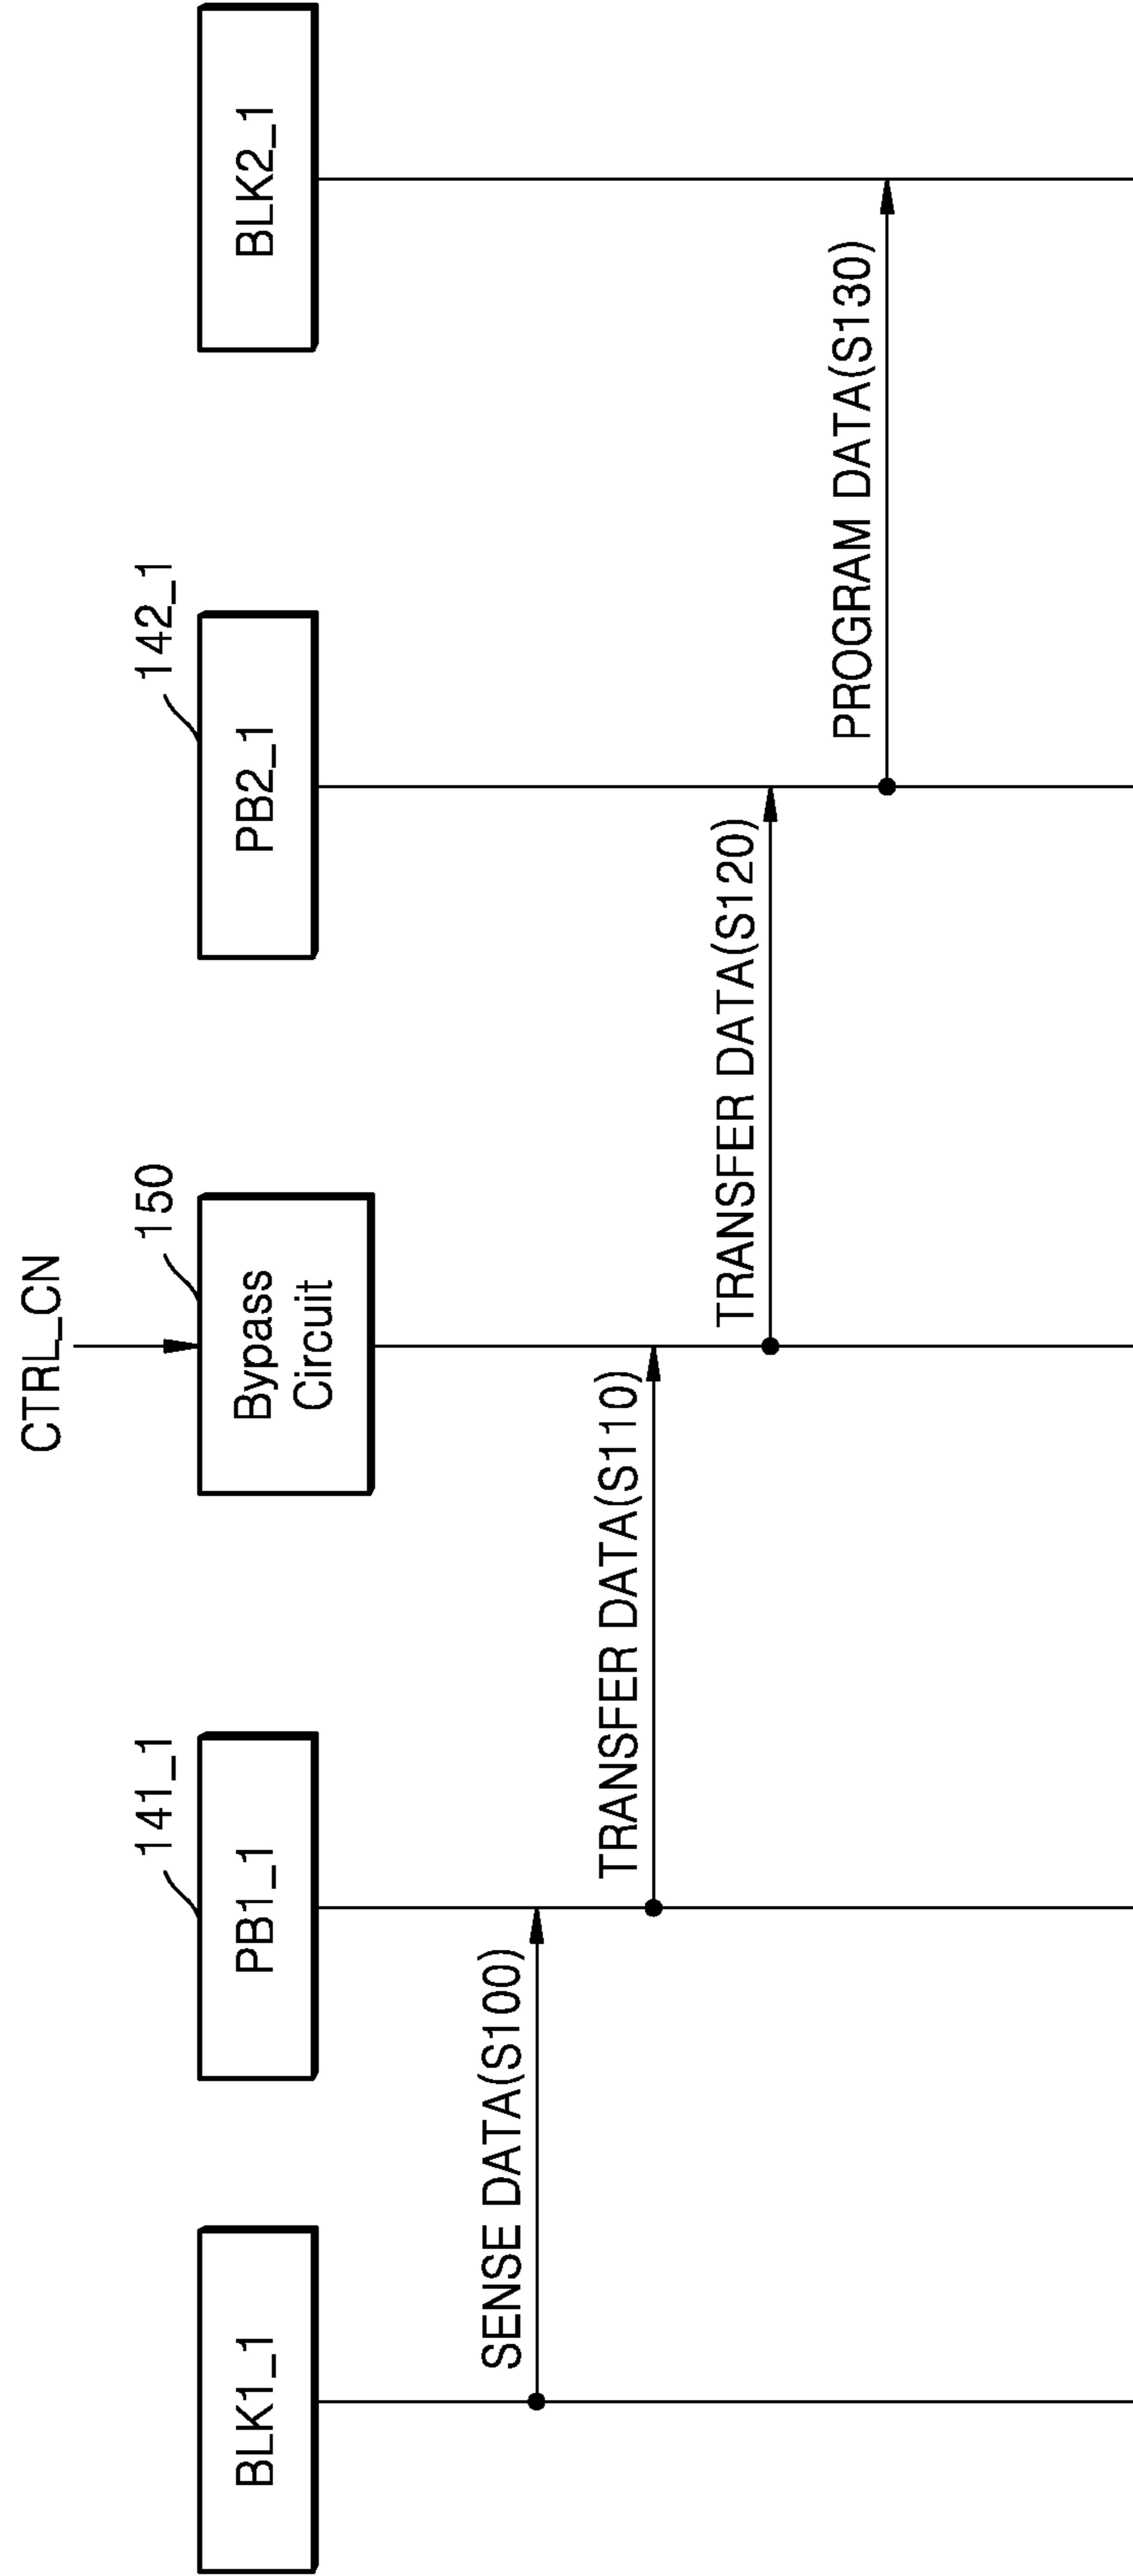 CTRL_CN
141_1
150
142_1
BLK1_1
PB1_1
Bypass
Circuit
PB2_1
BLK2_1
SENSE DATA(S100)
TRANSFER DATA(S110)
TRANSFER DATA(S120)
PROGRAM DATA(S130)